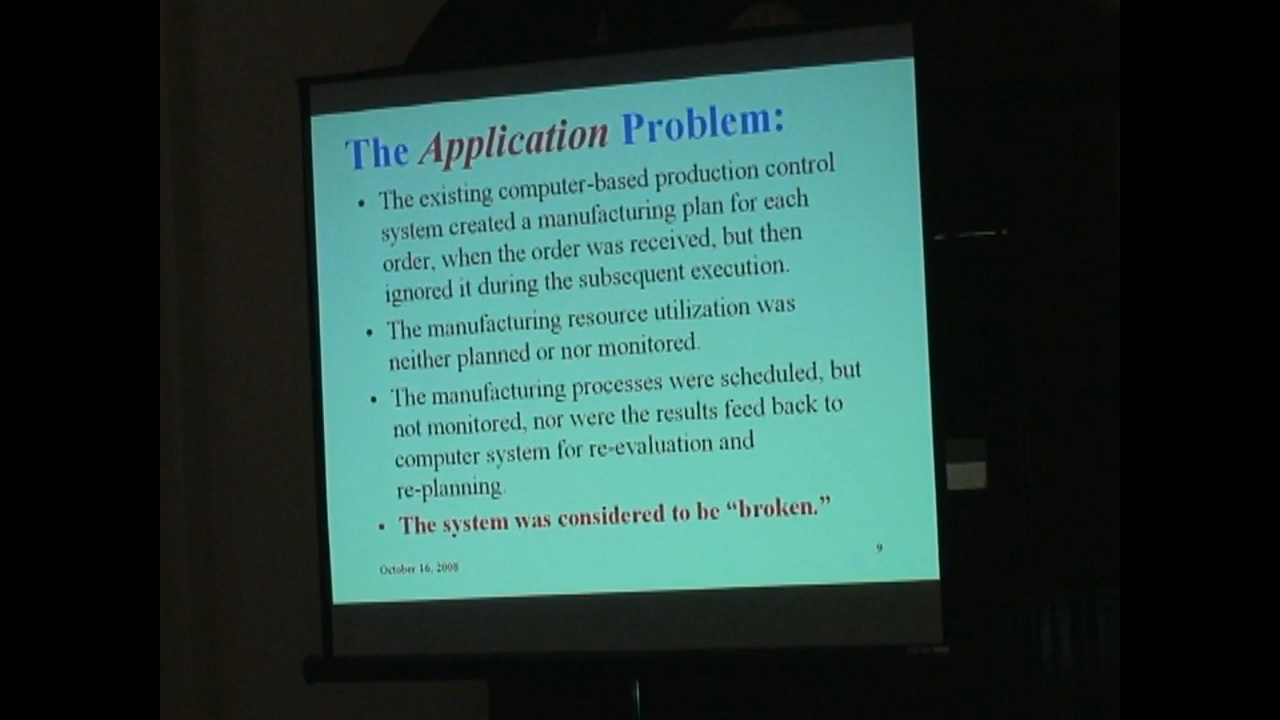 The Application Problem:
• The existing computer-based production control
system created a manufacturing plan for each
order, when the order was received, but then
ignored it during the subsequent execution.
• The manufacturing resource utilization was
neither planned or nor monitored.
• The manufacturing processes were scheduled, but
not monitored, nor were the results feed back to
computer system for re-evaluation and
re-planning.
• The system was considered to be “broken.”
October 16, 2008
9